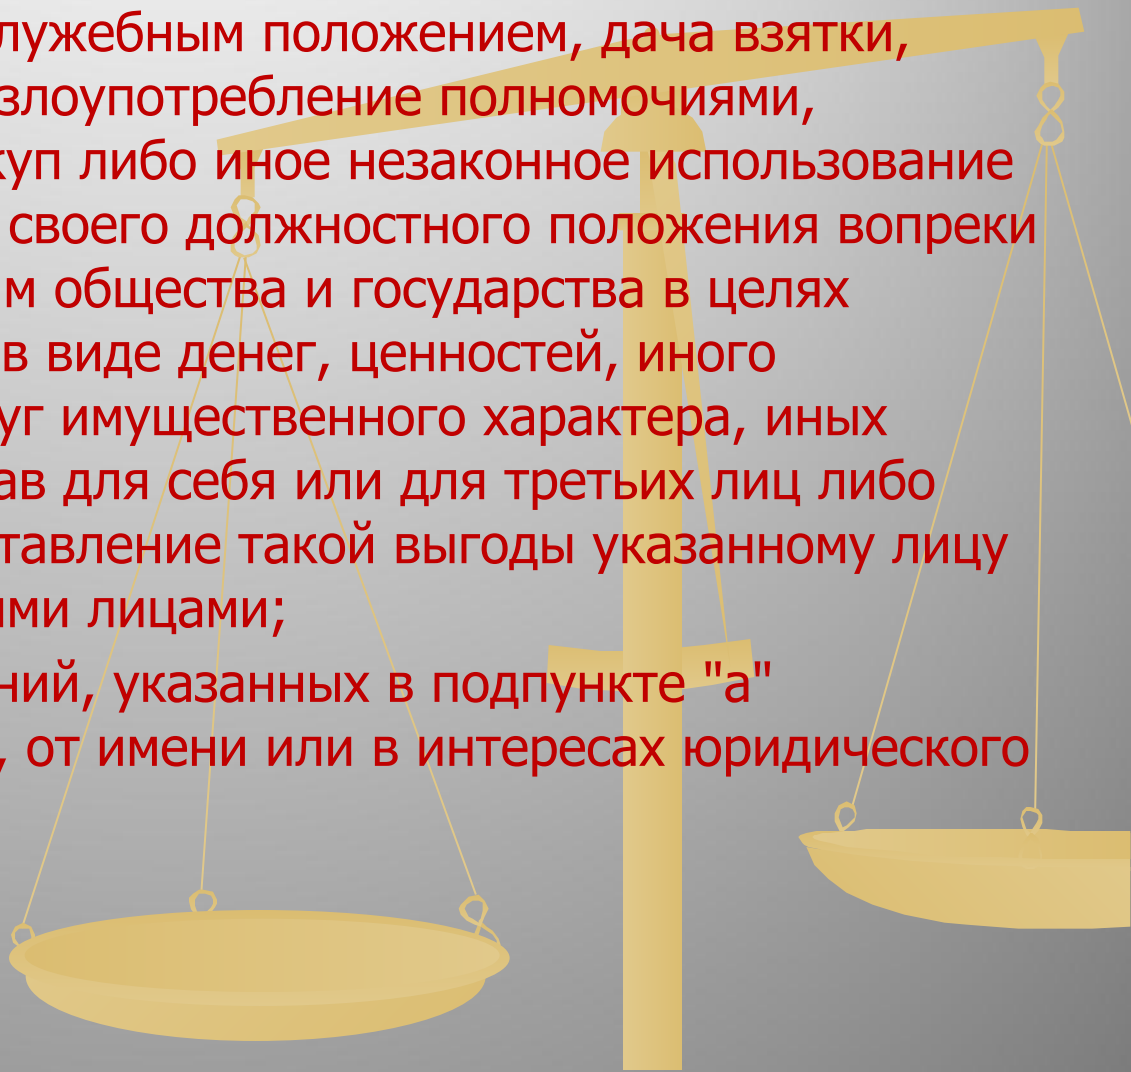 лужебным положением, дача взятки,
злоупотребление полномочиями,
куп либо иное незаконное использование
своего должностного положения вопреки
м общества и государства в целях
в виде денег, ценностей, иного
уг имущественного характера, иных
ав для себя или для третьих лиц либо
тавление такой выгоды указанному лицу
ими лицами;
ний, указанных в подпункте "а"
, от имени или в интересах юридического